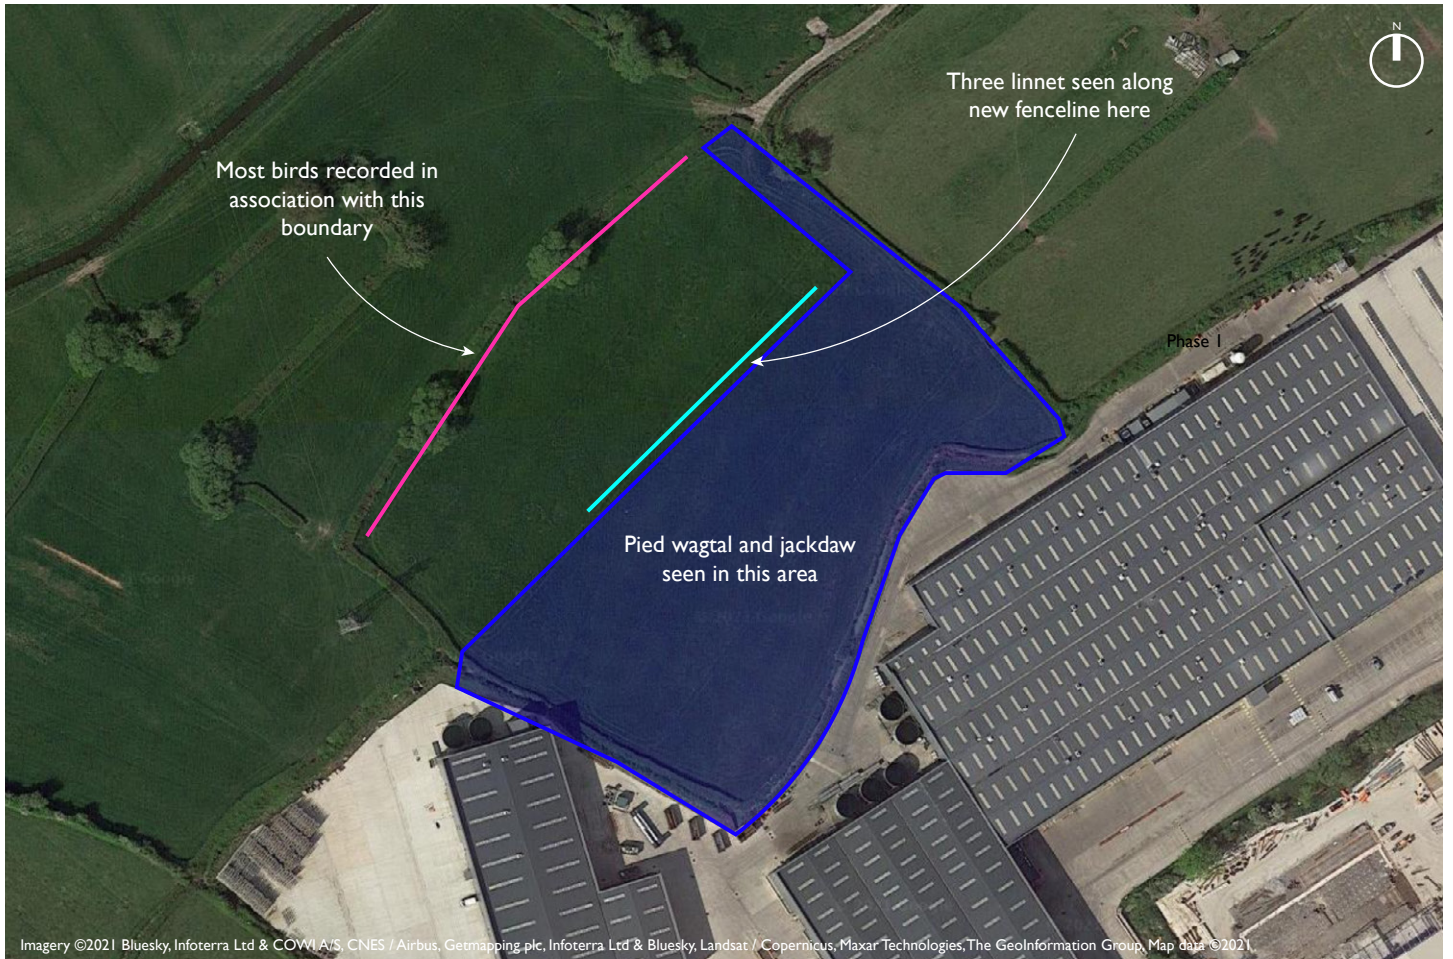 N
Three linnet seen along
new fenceline here
Most birds recorded in
association with this
boundary
Phase 1
Pied wagtal and jackdaw
seen in this area
Imagery ©2021 Bluesky, Infoterra Ltd & COWI A/S, CNES / Airbus, Getmapping plc, Infoterra Ltd & Bluesky, Landsat / Copernicus, Maxar Technologies, The GeoInformation Group, Map data ©2021